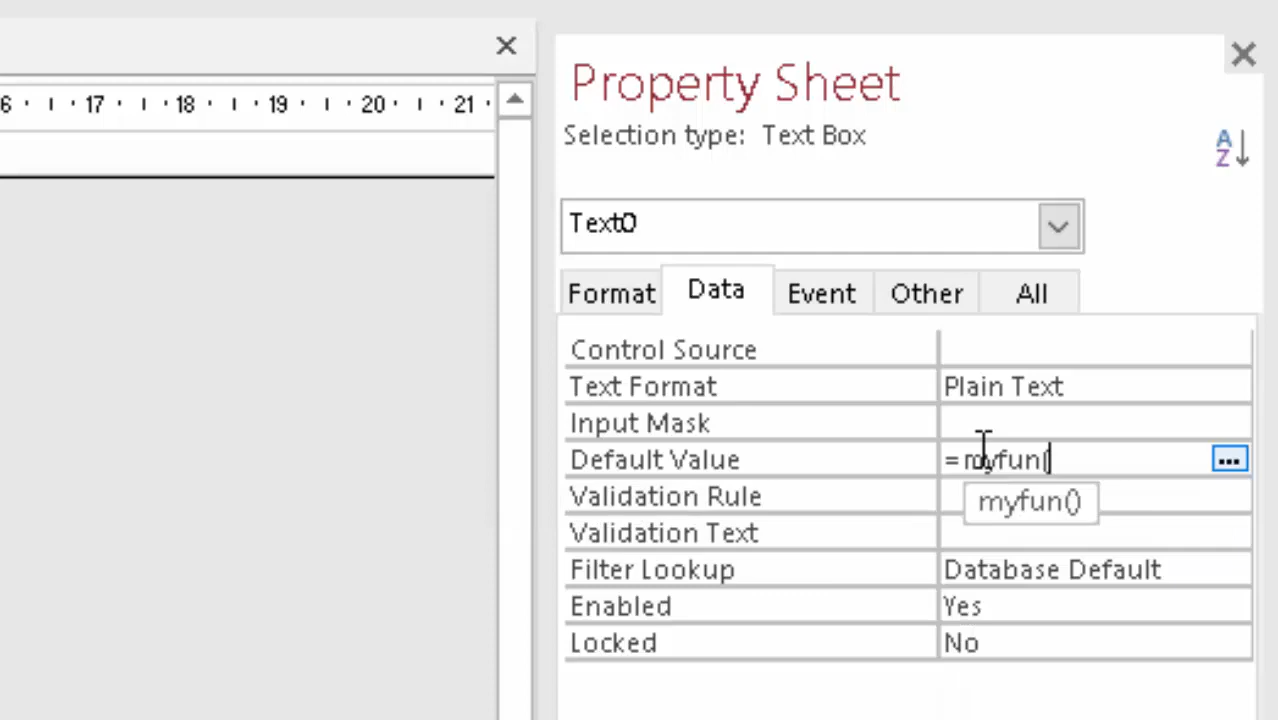 Property Sheet
Selection type: Text Box
6 17 18 19 20 21
A
Z
Text0
Format Data Event Other All
Control Source
Text Format Plain Text
Input Mask
Default Value =myfun(
myfun()
Validation Rule
Validation Text
Filter Lookup Database Default
Enabled Yes
Locked No